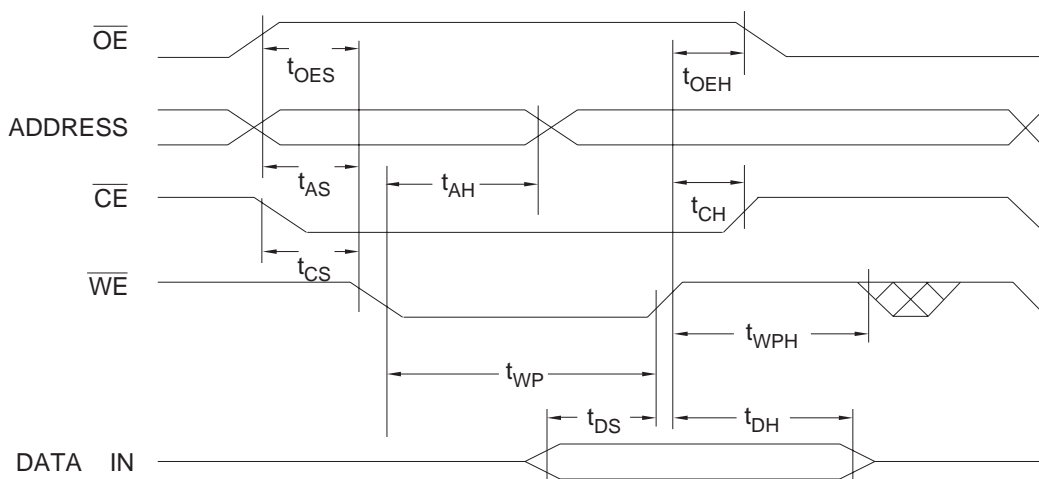 OE
tOES
tOEH
ADDRESS
tAS
tAH
CE
tCH
tCS
WE
tWPH
tWP
tDS
tDH
DATA IN